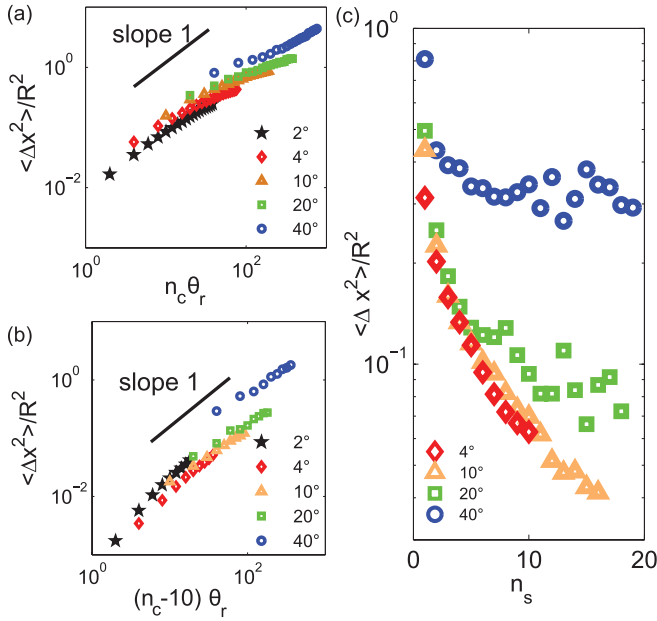 (a)
slope 1
<Δx²>/R²
10⁰
10⁻²
2°
4°
10°
20°
40°
10⁰
10²
n_cθ_r
(b)
slope 1
<Δx²>/R²
10⁰
10⁻²
2°
4°
10°
20°
40°
10⁰
10²
(n_c-10) θ_r
(c)
<Δ x²>/R²
10⁰
10⁻¹
4°
10°
20°
40°
0
10
20
n_s